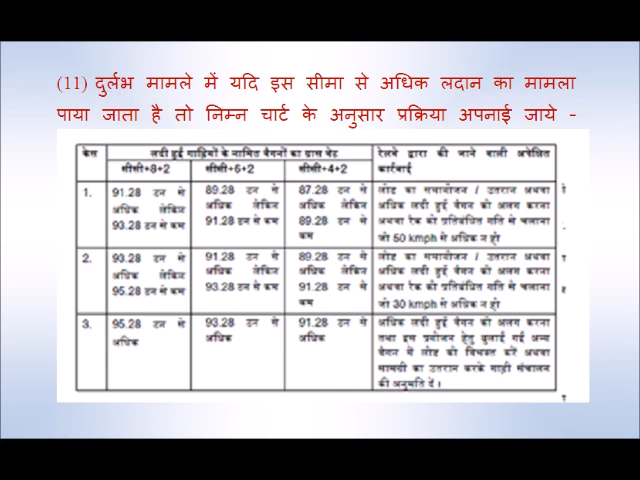 (11) दुर्लभ मामले में यदि इस सीमा से अधिक लदान का मामला
पाया जाता है तो निम्न चार्ट के अनुसार प्रक्रिया अपनाई जाये -
केस
लदी हुई गाड़ियों के नामित वैगनों का ग्रास वेट
रेलवे द्वारा की जाने वाली अपेक्षित
कार्रवाई
सीसी+8+2 सीसी+6+2 सीसी+4+2
1.
91.28 टन से
अधिक लेकिन
93.28 टन से कम
89.28 टन से
अधिक लेकिन
91.28 टन से कम
87.28 टन से
अधिक लेकिन
89.28 टन से
कम
लोड का समायोजन / उतरान अथवा
अधिक लदी हुई वैगन को अलग करना
अथवा रैक को प्रतिबंधित गति से चलाना
जो 50 kmph से अधिक न हो
2.
93.28 टन से
अधिक लेकिन
95.28 टन से कम
91.28 टन से
अधिक लेकिन
93.28 टन से कम
89.28 टन से
अधिक लेकिन
91.28 टन से
कम
लोड का समायोजन / उतरान अथवा
अधिक लदी हुई वैगन को अलग करना
अथवा रैक को प्रतिबंधित गति से चलाना
जो 30 kmph से अधिक न हो
3.
95.28 टन से
अधिक
93.28 टन से
अधिक
91.28 टन से
अधिक
अधिक लदी हुई वैगन को अलग करना
तथा इस प्रयोजन हेतु बुलाई गई अन्य
वैगन में लोड को विभक्त करें अथवा
सामग्री का उतरान करके गाड़ी संचालन
की अनुमति दें ।